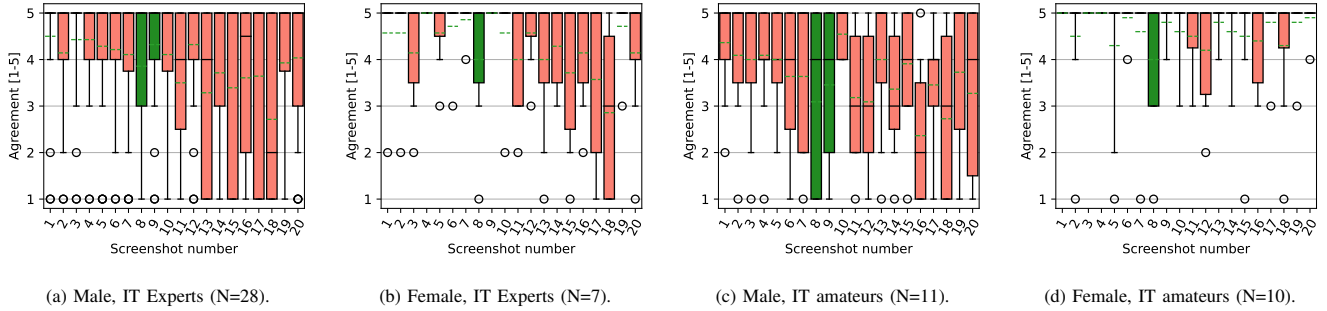 Agreement [1-5]
5
4
3
2
1
1 2 3 4 5 6 7 8 9 10 11 12 13 14 15 16 17 18 19 20
Screenshot number
(a) Male, IT Experts (N=28).
Agreement [1-5]
5
4
3
2
1
1 2 3 4 5 6 7 8 9 10 11 12 13 14 15 16 17 18 19 20
Screenshot number
(b) Female, IT Experts (N=7).
Agreement [1-5]
5
4
3
2
1
1 2 3 4 5 6 7 8 9 10 11 12 13 14 15 16 17 18 19 20
Screenshot number
(c) Male, IT amateurs (N=11).
Agreement [1-5]
5
4
3
2
1
1 2 3 4 5 6 7 8 9 10 11 12 13 14 15 16 17 18 19 20
Screenshot number
(d) Female, IT amateurs (N=10).